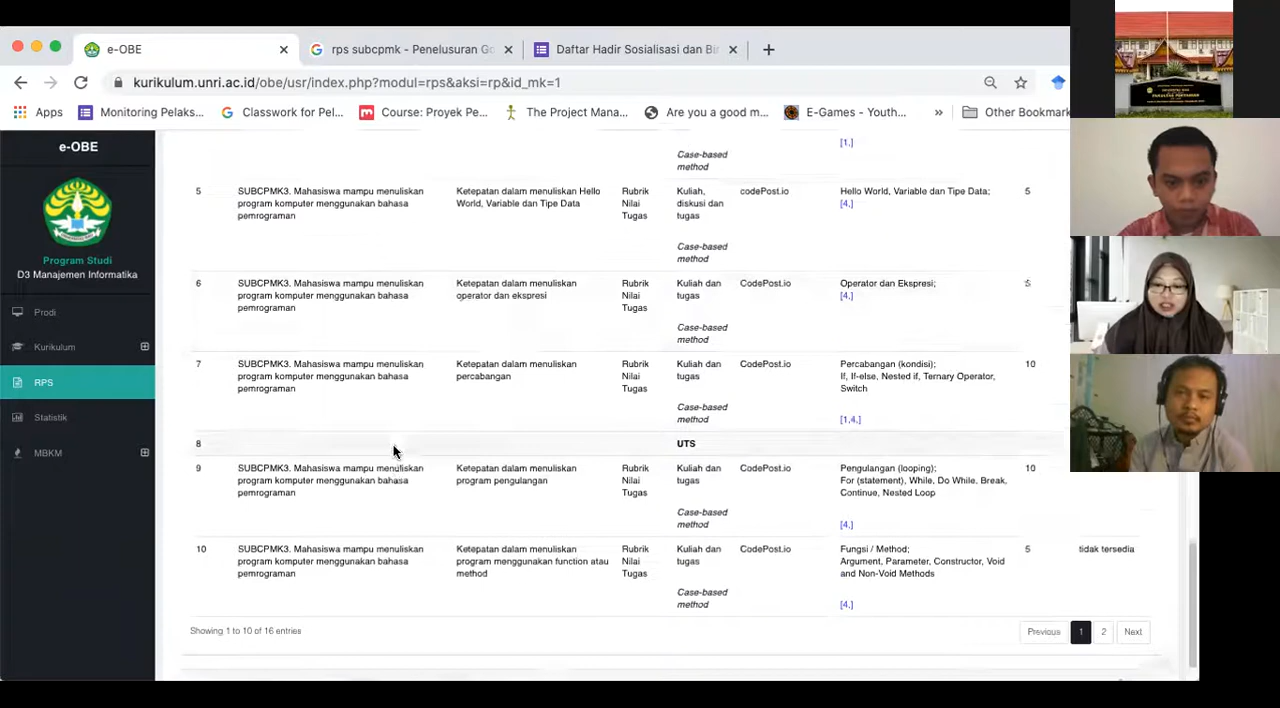 e-OBE
rps subcpmk - Penelusuran Go
Daftar Hadir Sosialisasi dan Bir
kurikulum.unri.ac.id/obe/usr/index.php?modul=rps&add=rp&id_mk=1
Apps
Monitoring Pelaks...
Classwork for Pel...
Course: Proyek Pe...
The Project Mana...
Are you a good m...
E-Games - Youth...
»
Other Bookmark
e-OBE
Program Studi
D3 Manajemen Informatika
Prodi
Kurikulum
RPS
Statistik
MBKM
[1.]
Case-based
method
5
SUBCPMK3. Mahasiswa mampu menuliskan
program komputer menggunakan bahasa
pemrograman
Ketepatan dalam menuliskan Hello
World, Variable dan Tipe Data
Rubrik
Nilai
Tugas
Kuliah,
diskusi dan
tugas
Case-based
method
codePost.io
Hello World, Variable dan Tipe Data;
[4,]
5
6
SUBCPMK3. Mahasiswa mampu menuliskan
program komputer menggunakan bahasa
pemrograman
Ketepatan dalam menuliskan
operator dan ekspresi
Rubrik
Nilai
Tugas
Kuliah dan
tugas
Case-based
method
CodePost.io
Operator dan Ekspresi;
[4,]
5
7
SUBCPMK3. Mahasiswa mampu menuliskan
program komputer menggunakan bahasa
pemrograman
Ketepatan dalam menuliskan
percabangan
Rubrik
Nilai
Tugas
Kuliah dan
tugas
Case-based
method
CodePost.io
Percabangan (kondisi);
If, If-else, Nested if, Ternary Operator,
Switch
[1,4,]
10
8
UTS
9
SUBCPMK3. Mahasiswa mampu menuliskan
program komputer menggunakan bahasa
pemrograman
Ketepatan dalam menuliskan
program pengulangan
Rubrik
Nilai
Tugas
Kuliah dan
tugas
Case-based
method
CodePost.io
Pengulangan (looping);
For (statement), While, Do While, Break,
Continue, Nested Loop
[4,]
10
10
SUBCPMK3. Mahasiswa mampu menuliskan
program komputer menggunakan bahasa
pemrograman
Ketepatan dalam menuliskan
program menggunakan function atau
method
Rubrik
Nilai
Tugas
Kuliah dan
tugas
Case-based
method
CodePost.io
Fungsi / Method;
Argument, Parameter, Constructor, Void
and Non-Void Methods
[4,]
5
tidak tersedia
Showing 1 to 10 of 16 entries
Previous
1
2
Next